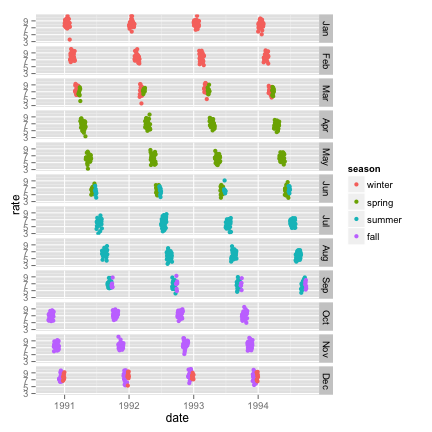 Jan
Feb
Mar
Apr
May
Jun
Jul
Aug
Sep
Oct
Nov
Dec
rate
1991 1992 1993 1994
date
season
winter
spring
summer
fall